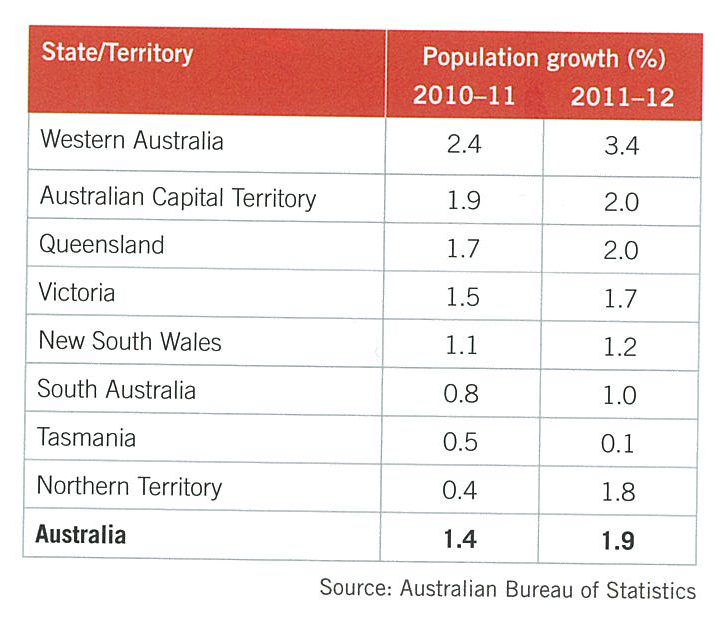 State/Territory Population growth (%)
2010–11 2011–12
Western Australia 2.4 3.4
Australian Capital Territory 1.9 2.0
Queensland 1.7 2.0
Victoria 1.5 1.7
New South Wales 1.1 1.2
South Australia 0.8 1.0
Tasmania 0.5 0.1
Northern Territory 0.4 1.8
Australia 1.4 1.9
Source: Australian Bureau of Statistics